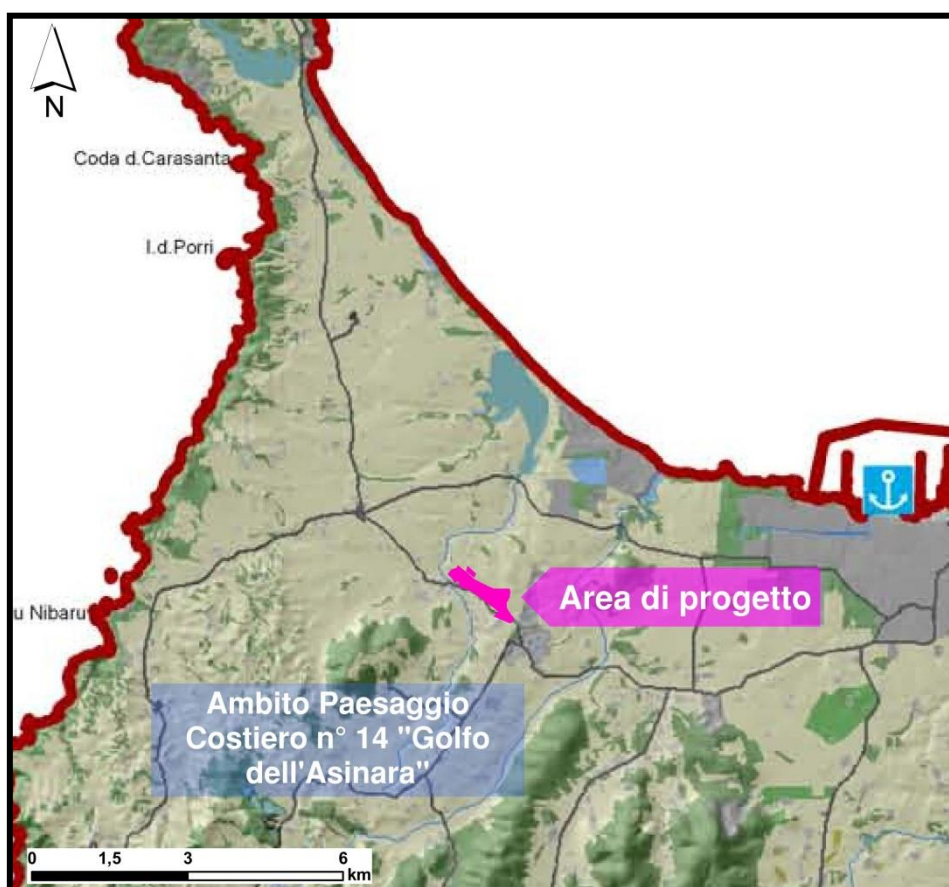 N
Coda d.Carasanta
I.d.Porri
u Nibaru
Area di progetto
Ambito Paesaggio
Costiero n° 14 "Golfo
dell'Asinara"
0 1,5 3 6
km